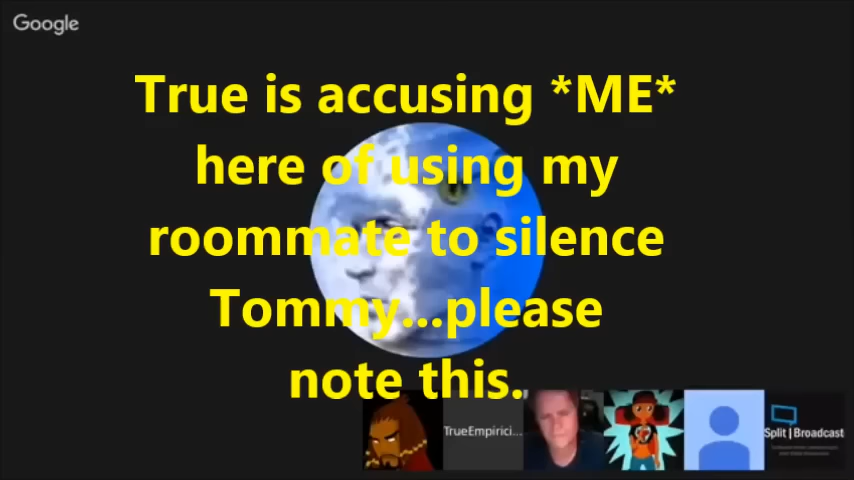 Google
True is accusing *ME*
here of using my
roommate to silence
Tommy...please
note this.
TrueEmpirici...
Split | Broadcast